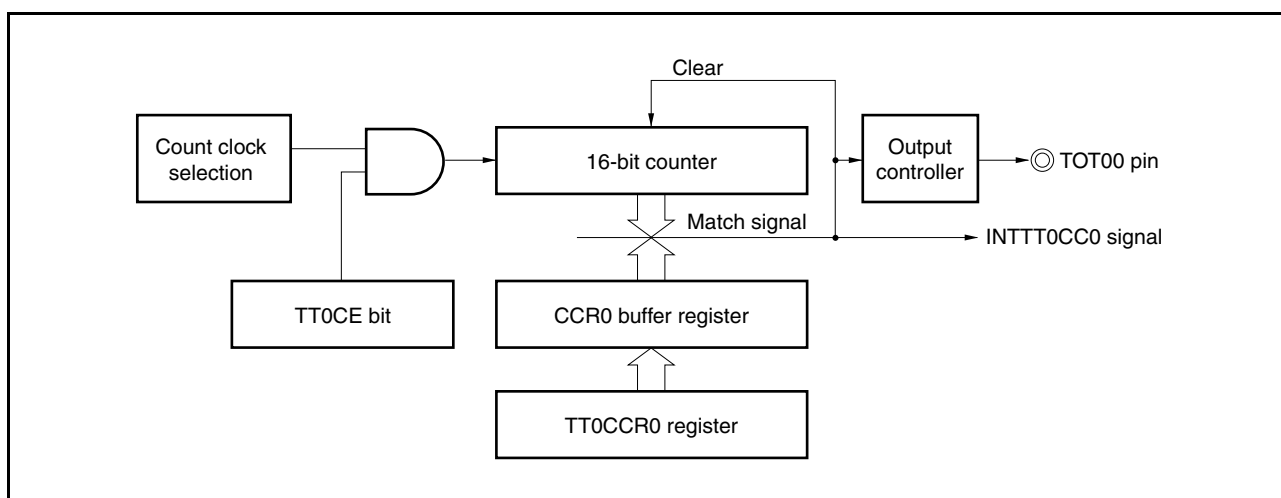 Clear
Count clock
selection
16-bit counter
Output
controller
TOT00 pin
Match signal
INTTT0CC0 signal
TT0CE bit
CCR0 buffer register
TT0CCR0 register